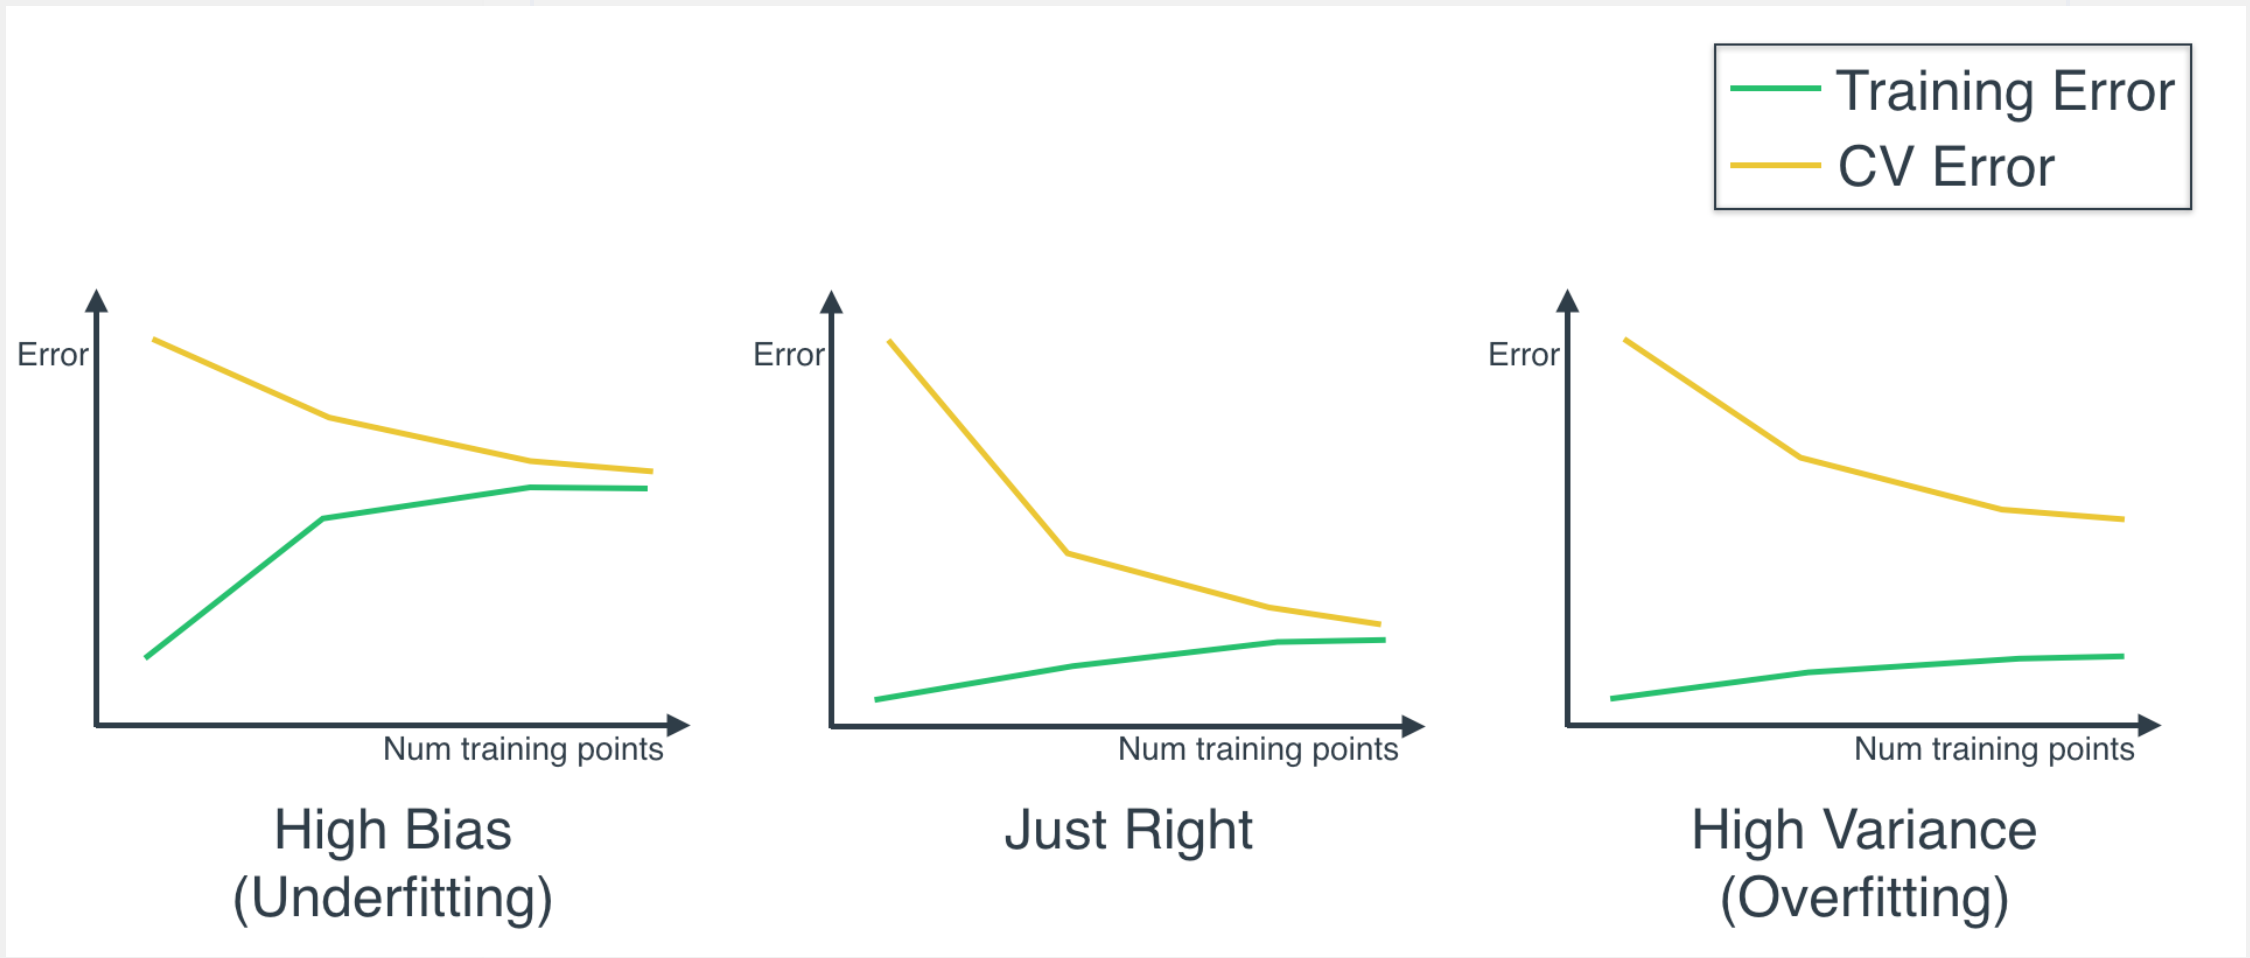 Training Error
CV Error
Error
Error
Error
Num training points
Num training points
Num training points
High Bias
(Underfitting)
Just Right
High Variance
(Overfitting)